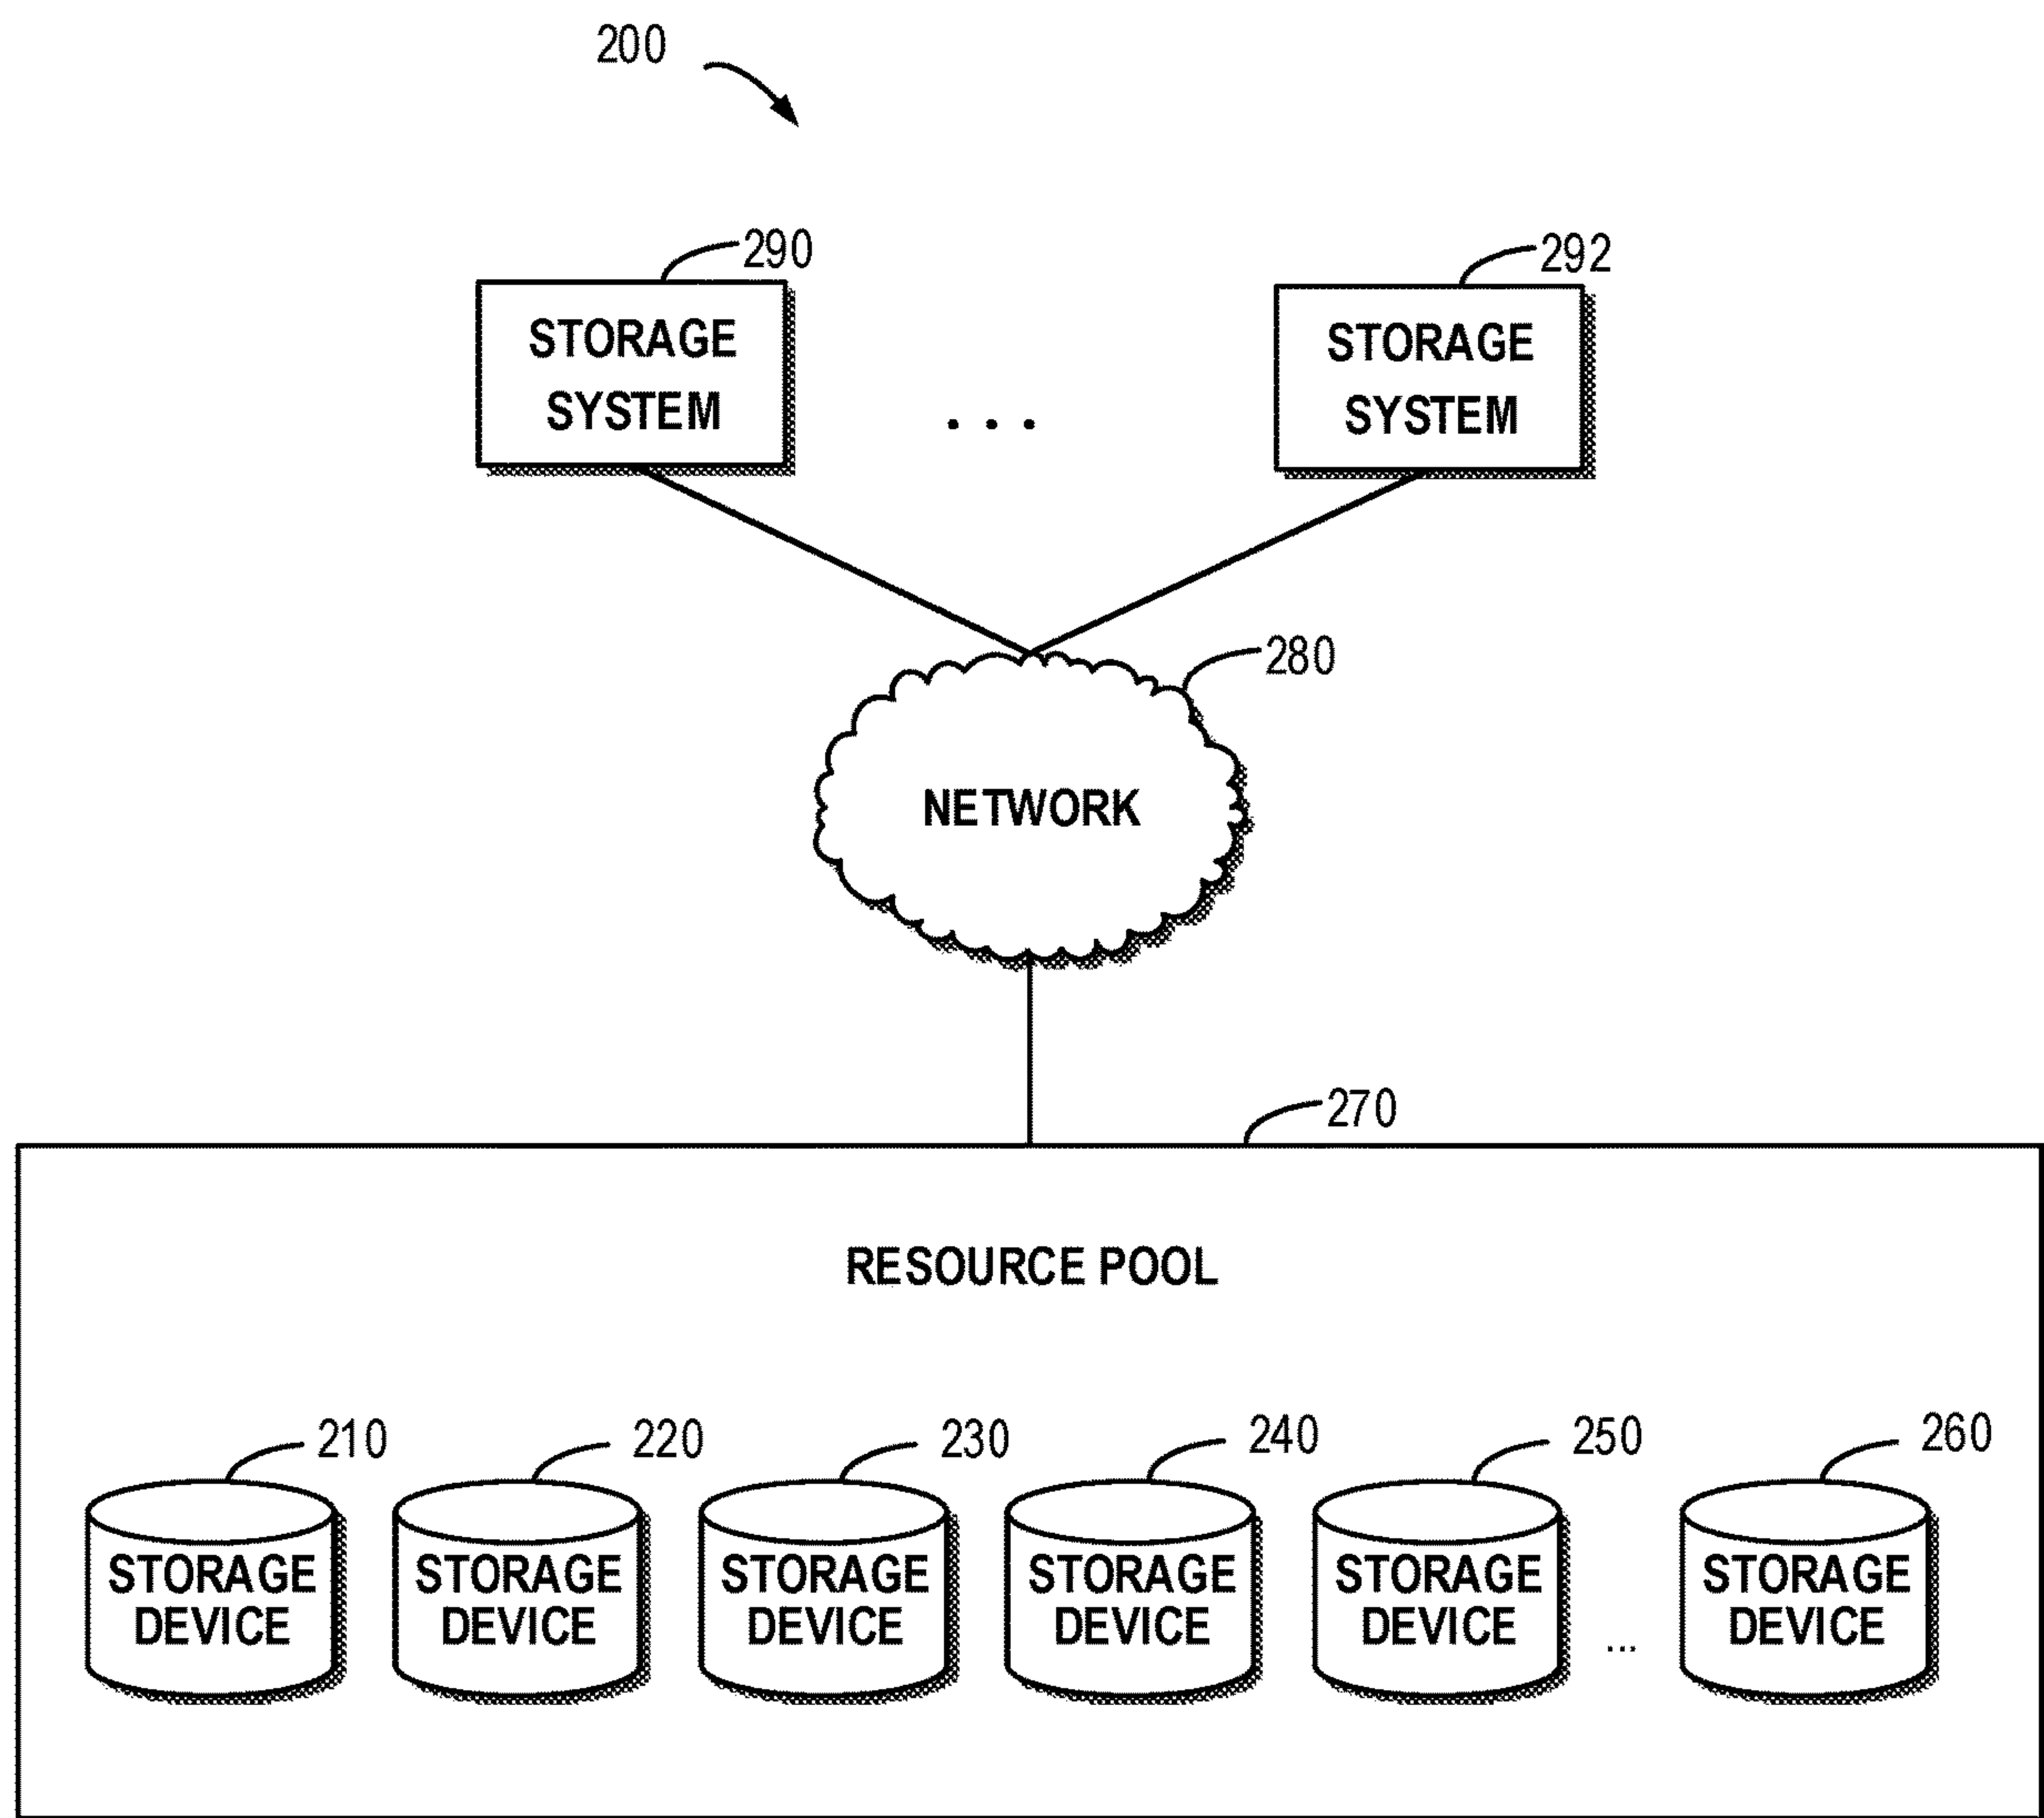 200
290
292
STORAGE
SYSTEM
. . .
STORAGE
SYSTEM
280
NETWORK
270
RESOURCE POOL
210
220
230
240
250
260
STORAGE
DEVICE
STORAGE
DEVICE
STORAGE
DEVICE
STORAGE
DEVICE
STORAGE
DEVICE
...
STORAGE
DEVICE